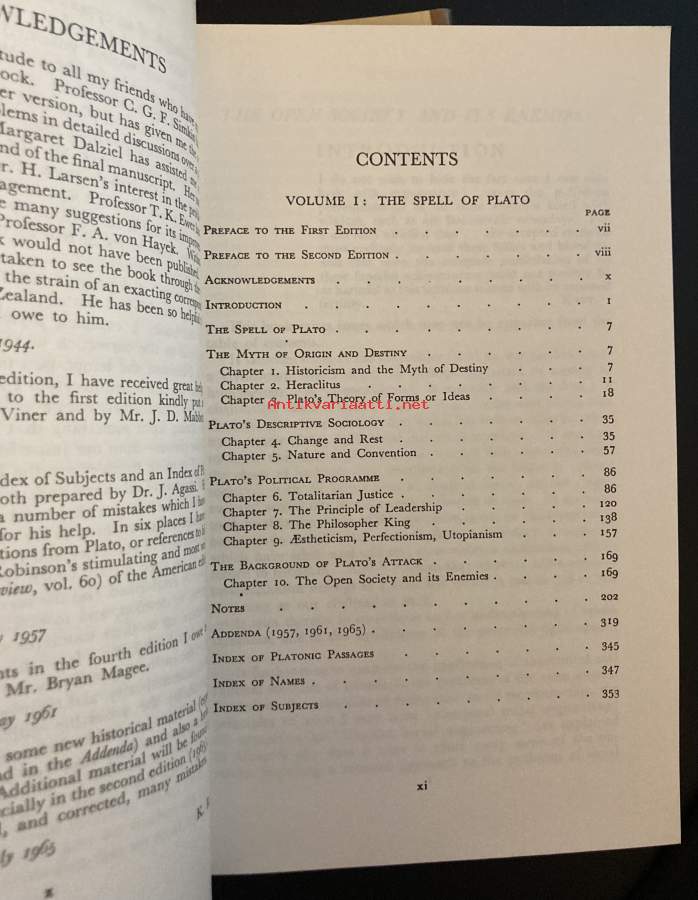 WLEDGEMENTS
tude to all my friends who have
ock. Professor C. G. F. Simkin
er version, but has given me the
blems in detailed discussions over
Margaret Dalziel has assisted me
nd of the final manuscript. Her
r. H. Larsen's interest in the
agement. Professor T. K. Ewer
e many suggestions for its
Professor F. A. von Hayek. Wi
k would not have been published
taken to see the book through the
the strain of an exacting
Zealand. He has been so helpful
owe to him.
1944.
edition, I have received great
to the first edition kindly put
Viner and by Mr. J. D. Mabbo
dex of Subjects and an Index of
oth prepared by Dr. J. Agassi.
a number of mistakes which I have
for his help. In six places I have
tions from Plato, or references to
Robinson's stimulating and most
view, vol. 60) of the American
y 1957
nts in the fourth edition I owe
Mr. Bryan Magee.
ay 1961
some new historical material
d in the Addenda) and also a
Additional material will be found
cially in the second edition
l, and corrected, many mistakes
K.
ly 1965
x
CONTENTS
VOLUME I: THE SPELL OF PLATO
PAGE
Preface to the First Edition . . . . . . . vii
Preface to the Second Edition . . . . . . . viii
Acknowledgements . . . . . . . . x
Introduction . . . . . . . . . 1
The Spell of Plato . . . . . . . . 7
The Myth of Origin and Destiny . . . . . . 7
Chapter 1. Historicism and the Myth of Destiny . . . . 7
Chapter 2. Heraclitus . . . . . . . 11
Chapter 3. Plato's Theory of Forms or Ideas . . . . 18
Antikvariaatti.net
Plato's Descriptive Sociology . . . . . . 35
Chapter 4. Change and Rest . . . . . . 35
Chapter 5. Nature and Convention . . . . . 57
Plato's Political Programme . . . . . . 86
Chapter 6. Totalitarian Justice . . . . . . 86
Chapter 7. The Principle of Leadership . . . . . 120
Chapter 8. The Philosopher King . . . . . 138
Chapter 9. Æstheticism, Perfectionism, Utopianism . . . 157
The Background of Plato's Attack . . . . . 169
Chapter 10. The Open Society and its Enemies . . . . 169
Notes . . . . . . . . . . 202
Addenda (1957, 1961, 1965) . . . . . . . 319
Index of Platonic Passages . . . . . . 345
Index of Names . . . . . . . . 347
Index of Subjects . . . . . . . 353
xi